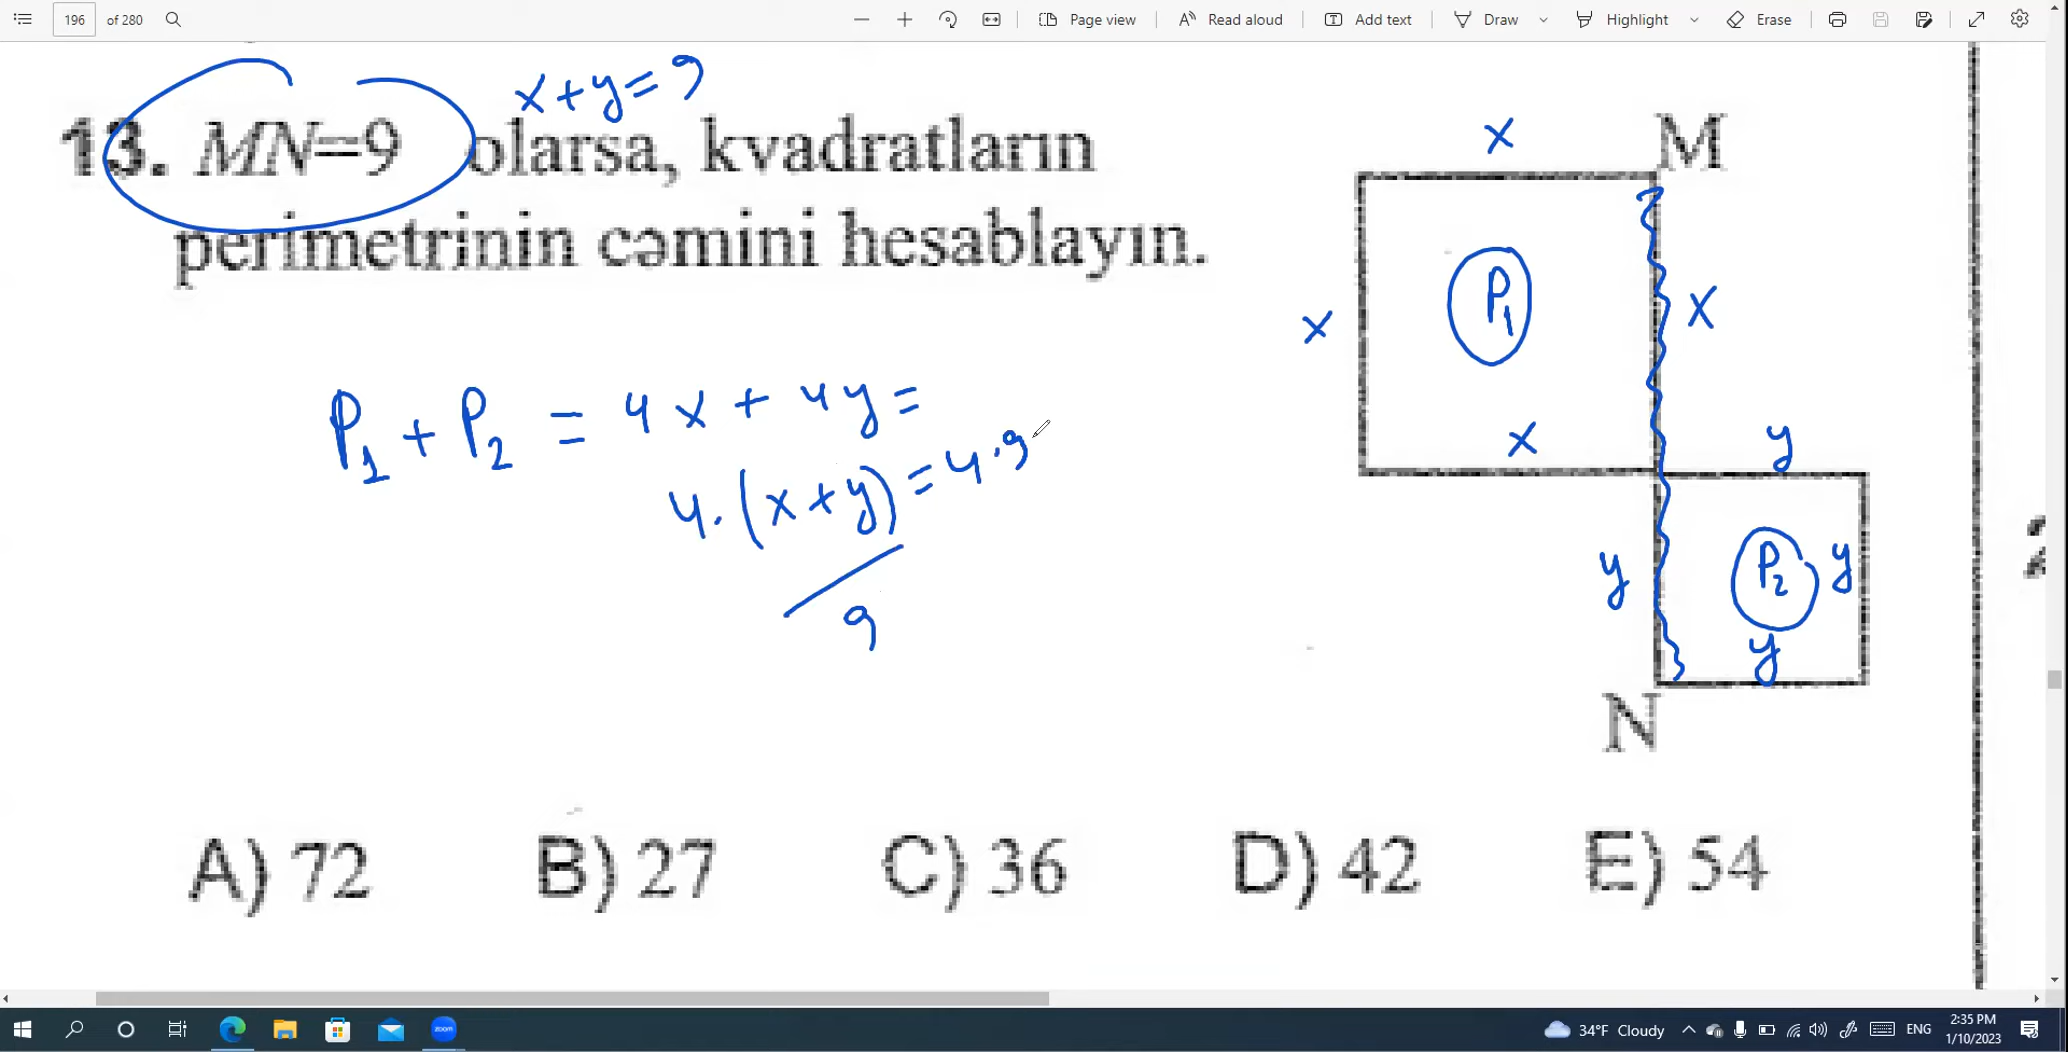 196 of 280 Page view Read aloud Add text Draw Highlight Erase
x+y=9
13. MN=9 olarsa, kvadratların
perimetrinin cəmini hesablayın.
x M
P1
x x
P1 + P2 = 4x + 4y =
4·(x+y) = 4·9
9
x y
y P2 y
y
N
A) 72 B) 27 C) 36 D) 42 E) 54
zoom 34°F Cloudy ENG 2:35 PM
1/10/2023